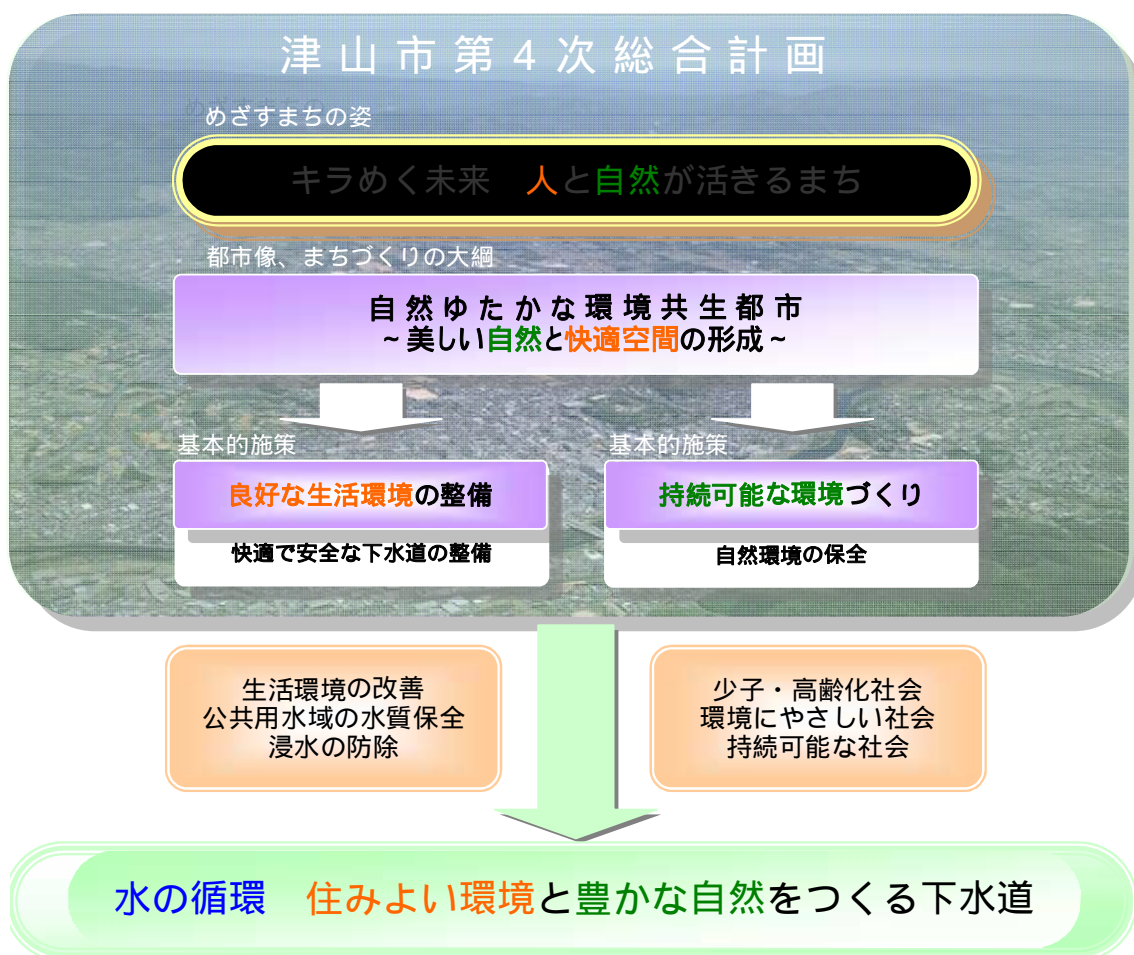 津山市第4次総合計画
めざすまちの姿
キラめく未来　人と自然が活きるまち
都市像、まちづくりの大綱
自然ゆたかな環境共生都市
~美しい自然と快適空間の形成~
基本的施策
良好な生活環境の整備
快適で安全な下水道の整備
基本的施策
持続可能な環境づくり
自然環境の保全
生活環境の改善
公共用水域の水質保全
浸水の防除
少子・高齢化社会
環境にやさしい社会
持続可能な社会
水の循環　住みよい環境と豊かな自然をつくる下水道